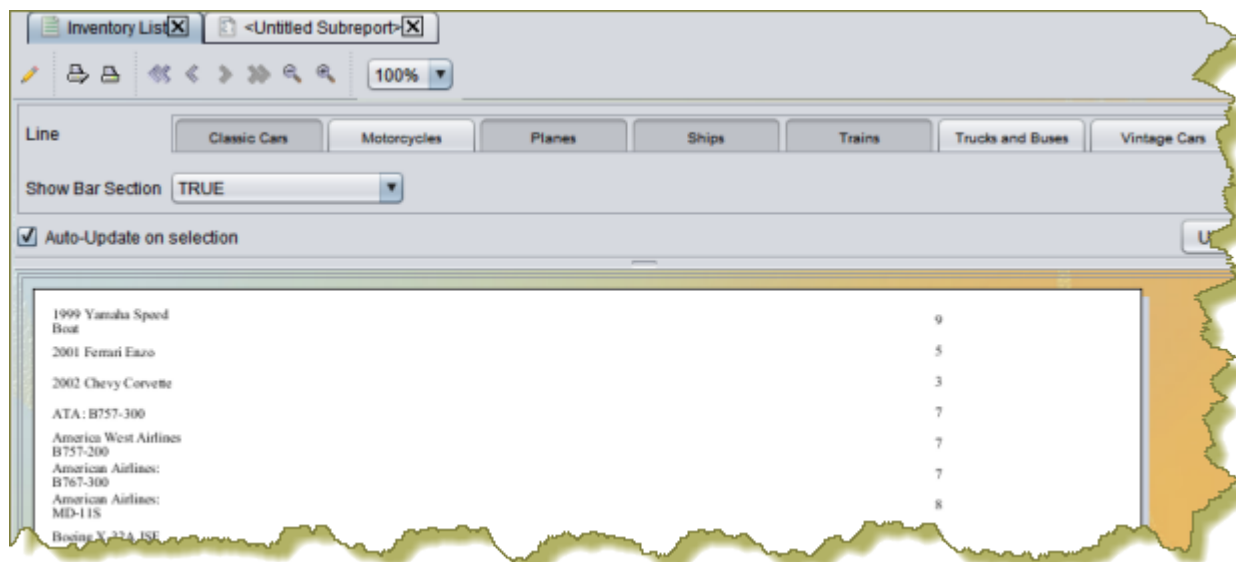 Inventory List <Untitled Subreport>
100%
Line Classic Cars Motorcycles Planes Ships Trains Trucks and Buses Vintage Cars
Show Bar Section TRUE
Auto-Update on selection
1999 Yamaha Speed
Boat 9
2001 Ferrari Enzo 5
2002 Chevy Corvette 3
ATA: B757-300 7
America West Airlines
B757-200 7
American Airlines:
B767-300 7
American Airlines:
MD-11S 8
Boeing X-32A JSF